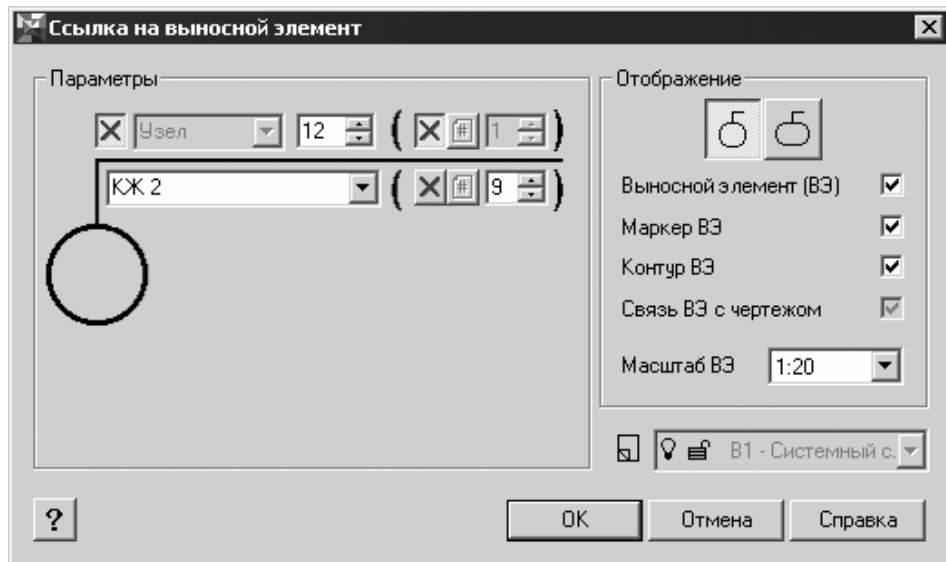 Ссылка на выносной элемент
Параметры
Узел 12 ( # 1 )
КЖ 2 ( # 9 )
Отображение
Выносной элемент (ВЭ)
Маркер ВЭ
Контур ВЭ
Связь ВЭ с чертежом
Масштаб ВЭ 1:20
В1 - Системный с.
? ОК Отмена Справка